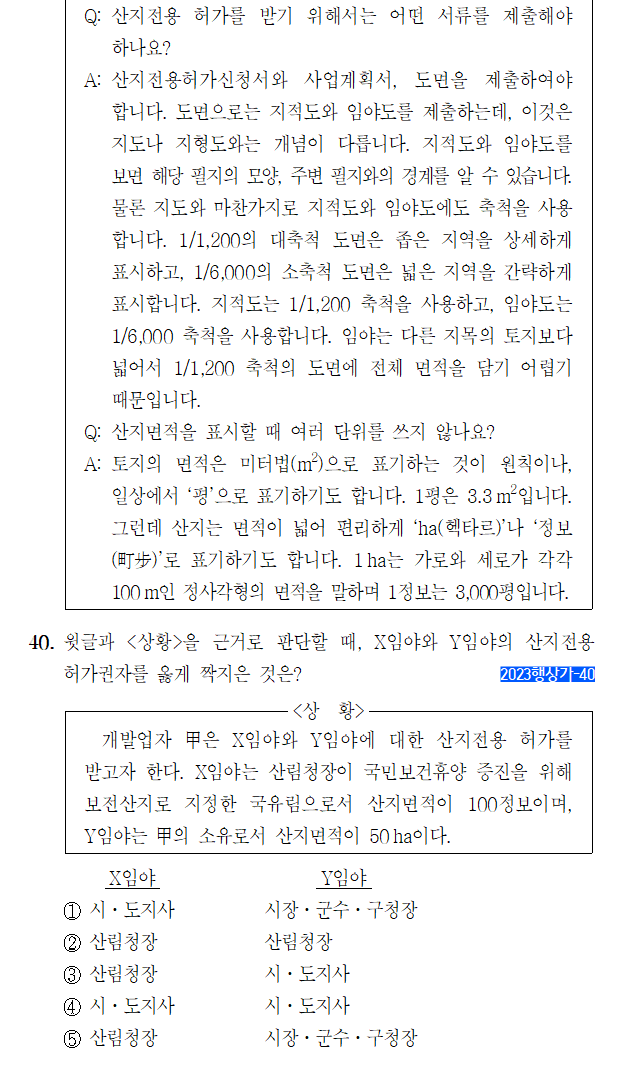 Q: 산지전용 허가를 받기 위해서는 어떤 서류를 제출해야
하나요?
A: 산지전용허가신청서와 사업계획서, 도면을 제출하여야
합니다. 도면으로는 지적도와 임야도를 제출하는데, 이것은
지도나 지형도와는 개념이 다릅니다. 지적도와 임야도를
보면 해당 필지의 모양, 주변 필지와의 경계를 알 수 있습니다.
물론 지도와 마찬가지로 지적도와 임야도에도 축척을 사용
합니다. 1/1,200의 대축척 도면은 좁은 지역을 상세하게
표시하고, 1/6,000의 소축척 도면은 넓은 지역을 간략하게
표시합니다. 지적도는 1/1,200 축척을 사용하고, 임야도는
1/6,000 축척을 사용합니다. 임야는 다른 지목의 토지보다
넓어서 1/1,200 축척의 도면에 전체 면적을 담기 어렵기
때문입니다.
Q: 산지면적을 표시할 때 여러 단위를 쓰지 않나요?
A: 토지의 면적은 미터법(m²)으로 표기하는 것이 원칙이나,
일상에서 ‘평’으로 표기하기도 합니다. 1평은 3.3 m²입니다.
그런데 산지는 면적이 넓어 편리하게 ‘ha(헥타르)’나 ‘정보
(町步)’로 표기하기도 합니다. 1 ha는 가로와 세로가 각각
100 m인 정사각형의 면적을 말하며 1정보는 3,000평입니다.
40. 윗글과 <상황>을 근거로 판단할 때, X임야와 Y임야의 산지전용
허가권자를 옳게 짝지은 것은? 2023행상가-40
<상 황>
개발업자 甲은 X임야와 Y임야에 대한 산지전용 허가를
받고자 한다. X임야는 산림청장이 국민보건휴양 증진을 위해
보전산지로 지정한 국유림으로서 산지면적이 100정보이며,
Y임야는 甲의 소유로서 산지면적이 50 ha이다.
X임야 Y임야
① 시・도지사 시장・군수・구청장
② 산림청장 산림청장
③ 산림청장 시・도지사
④ 시・도지사 시・도지사
⑤ 산림청장 시장・군수・구청장